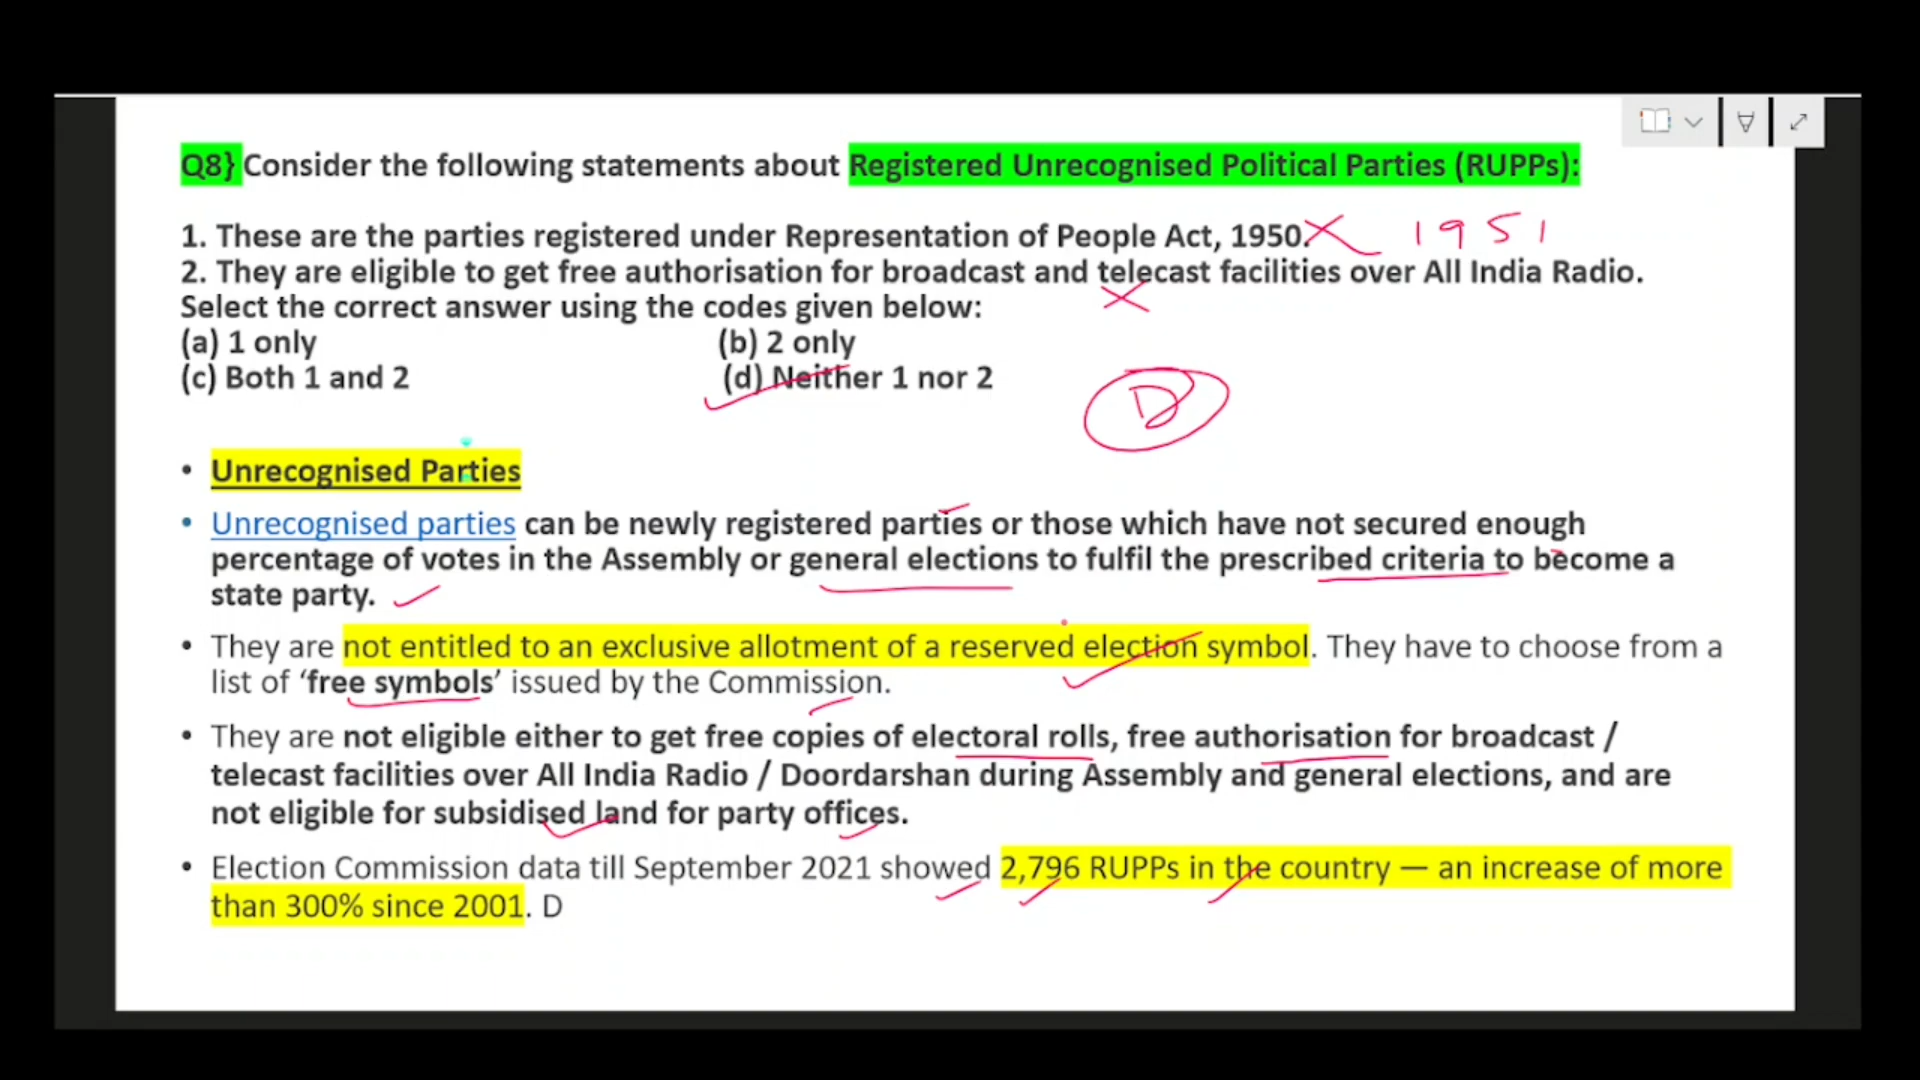 Q8} Consider the following statements about Registered Unrecognised Political Parties (RUPPs):
1. These are the parties registered under Representation of People Act, 1950. 1951
2. They are eligible to get free authorisation for broadcast and telecast facilities over All India Radio.
Select the correct answer using the codes given below:
(a) 1 only (b) 2 only
(c) Both 1 and 2 (d) Neither 1 nor 2
D
• Unrecognised Parties
• Unrecognised parties can be newly registered parties or those which have not secured enough
percentage of votes in the Assembly or general elections to fulfil the prescribed criteria to become a
state party.
• They are not entitled to an exclusive allotment of a reserved election symbol. They have to choose from a
list of ‘free symbols’ issued by the Commission.
• They are not eligible either to get free copies of electoral rolls, free authorisation for broadcast /
telecast facilities over All India Radio / Doordarshan during Assembly and general elections, and are
not eligible for subsidised land for party offices.
• Election Commission data till September 2021 showed 2,796 RUPPs in the country — an increase of more
than 300% since 2001. D